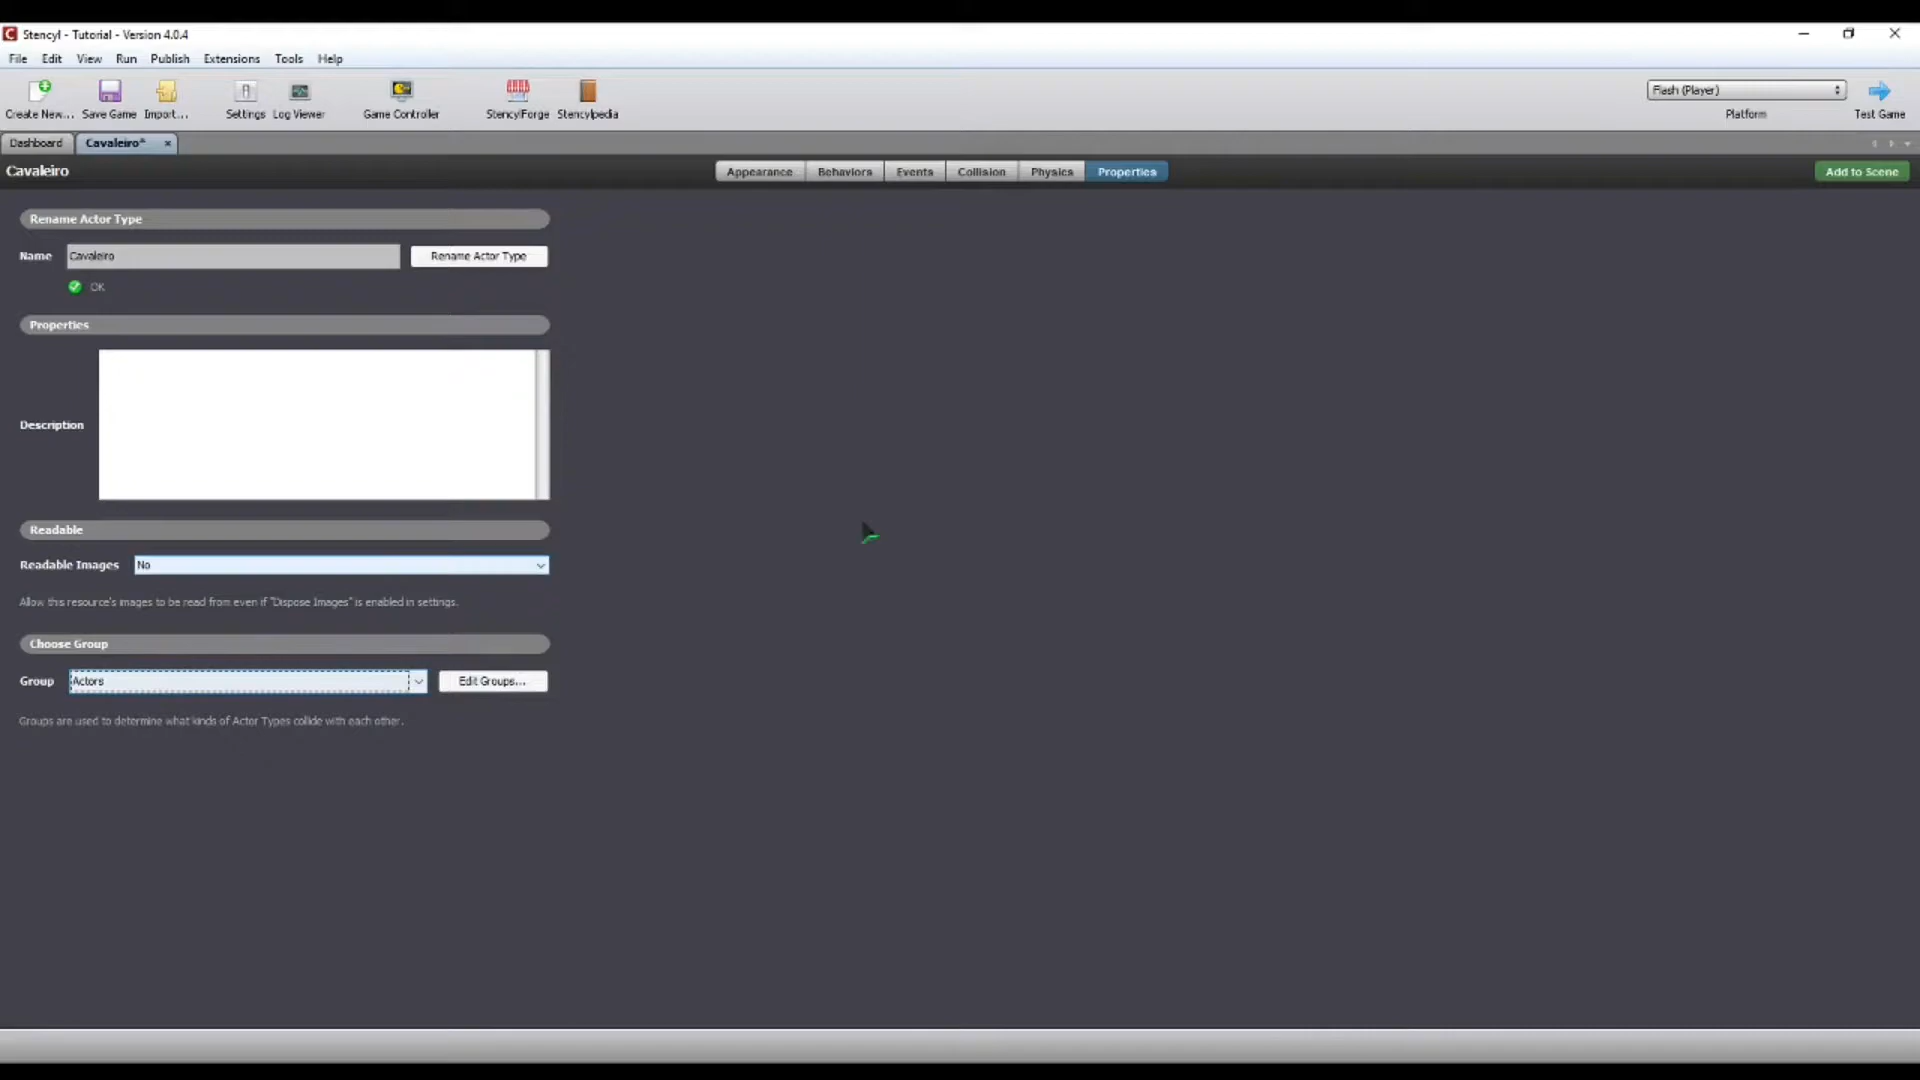 Stencyl - Tutorial - Version 4.0.4
File Edit View Run Publish Extensions Tools Help
Create New... Save Game Import... Settings Log Viewer Game Controller StencylForge Stencylpedia
Flash (Player)
Platform
Test Game
Dashboard Cavaleiro*
Cavaleiro Appearance Behaviors Events Collision Physics Properties Add to Scene
Rename Actor Type
Name Cavaleiro Rename Actor Type
OK
Properties
Description
Readable
Readable Images No
Allow this resource's images to be read from even if "Dispose Images" is enabled in settings.
Choose Group
Group Actors Edit Groups...
Groups are used to determine what kinds of Actor Types collide with each other.